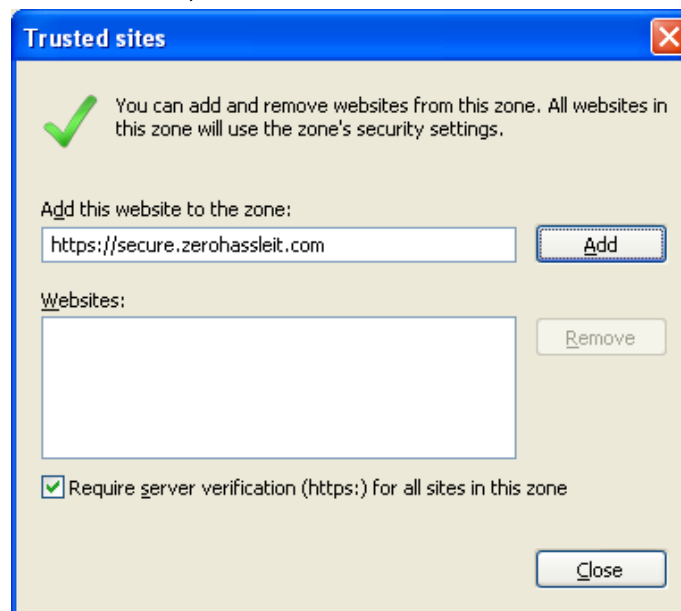 Trusted sites
You can add and remove websites from this zone. All websites in
this zone will use the zone's security settings.
Add this website to the zone:
https://secure.zerohassleit.com
Add
Websites:
Remove
Require server verification (https:) for all sites in this zone
Close